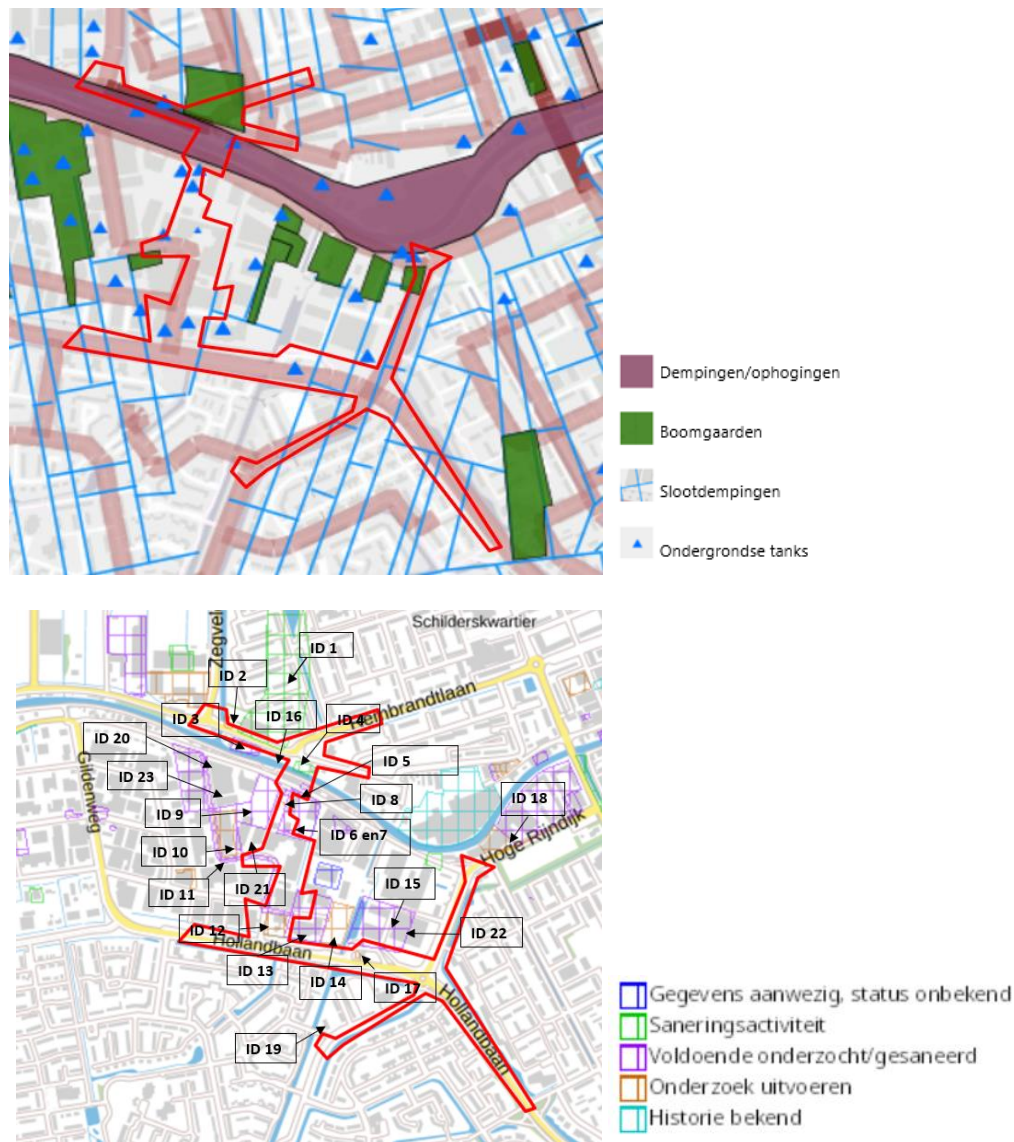 Dempingen/ophogingen
Boomgaarden
Slootdempingen
Ondergrondse tanks
Schilderskwartier
Zegvel
ID 1
ID 2
ID 3
ID 16
ID 4
embrandtlaan
ID 20
ID 5
ID 23
Gildenweg
ID 8
ID 18
ID 9
ID 6 en7
Hoge Rijndijk
ID 10
ID 11
ID 21
ID 15
ID 12
ID 22
Hollandbaan
ID 13
ID 14
ID 17
Hollandbaan
ID 19
Gegevens aanwezig, status onbekend
Saneringsactiviteit
Voldoende onderzocht/gesaneerd
Onderzoek uitvoeren
Historie bekend